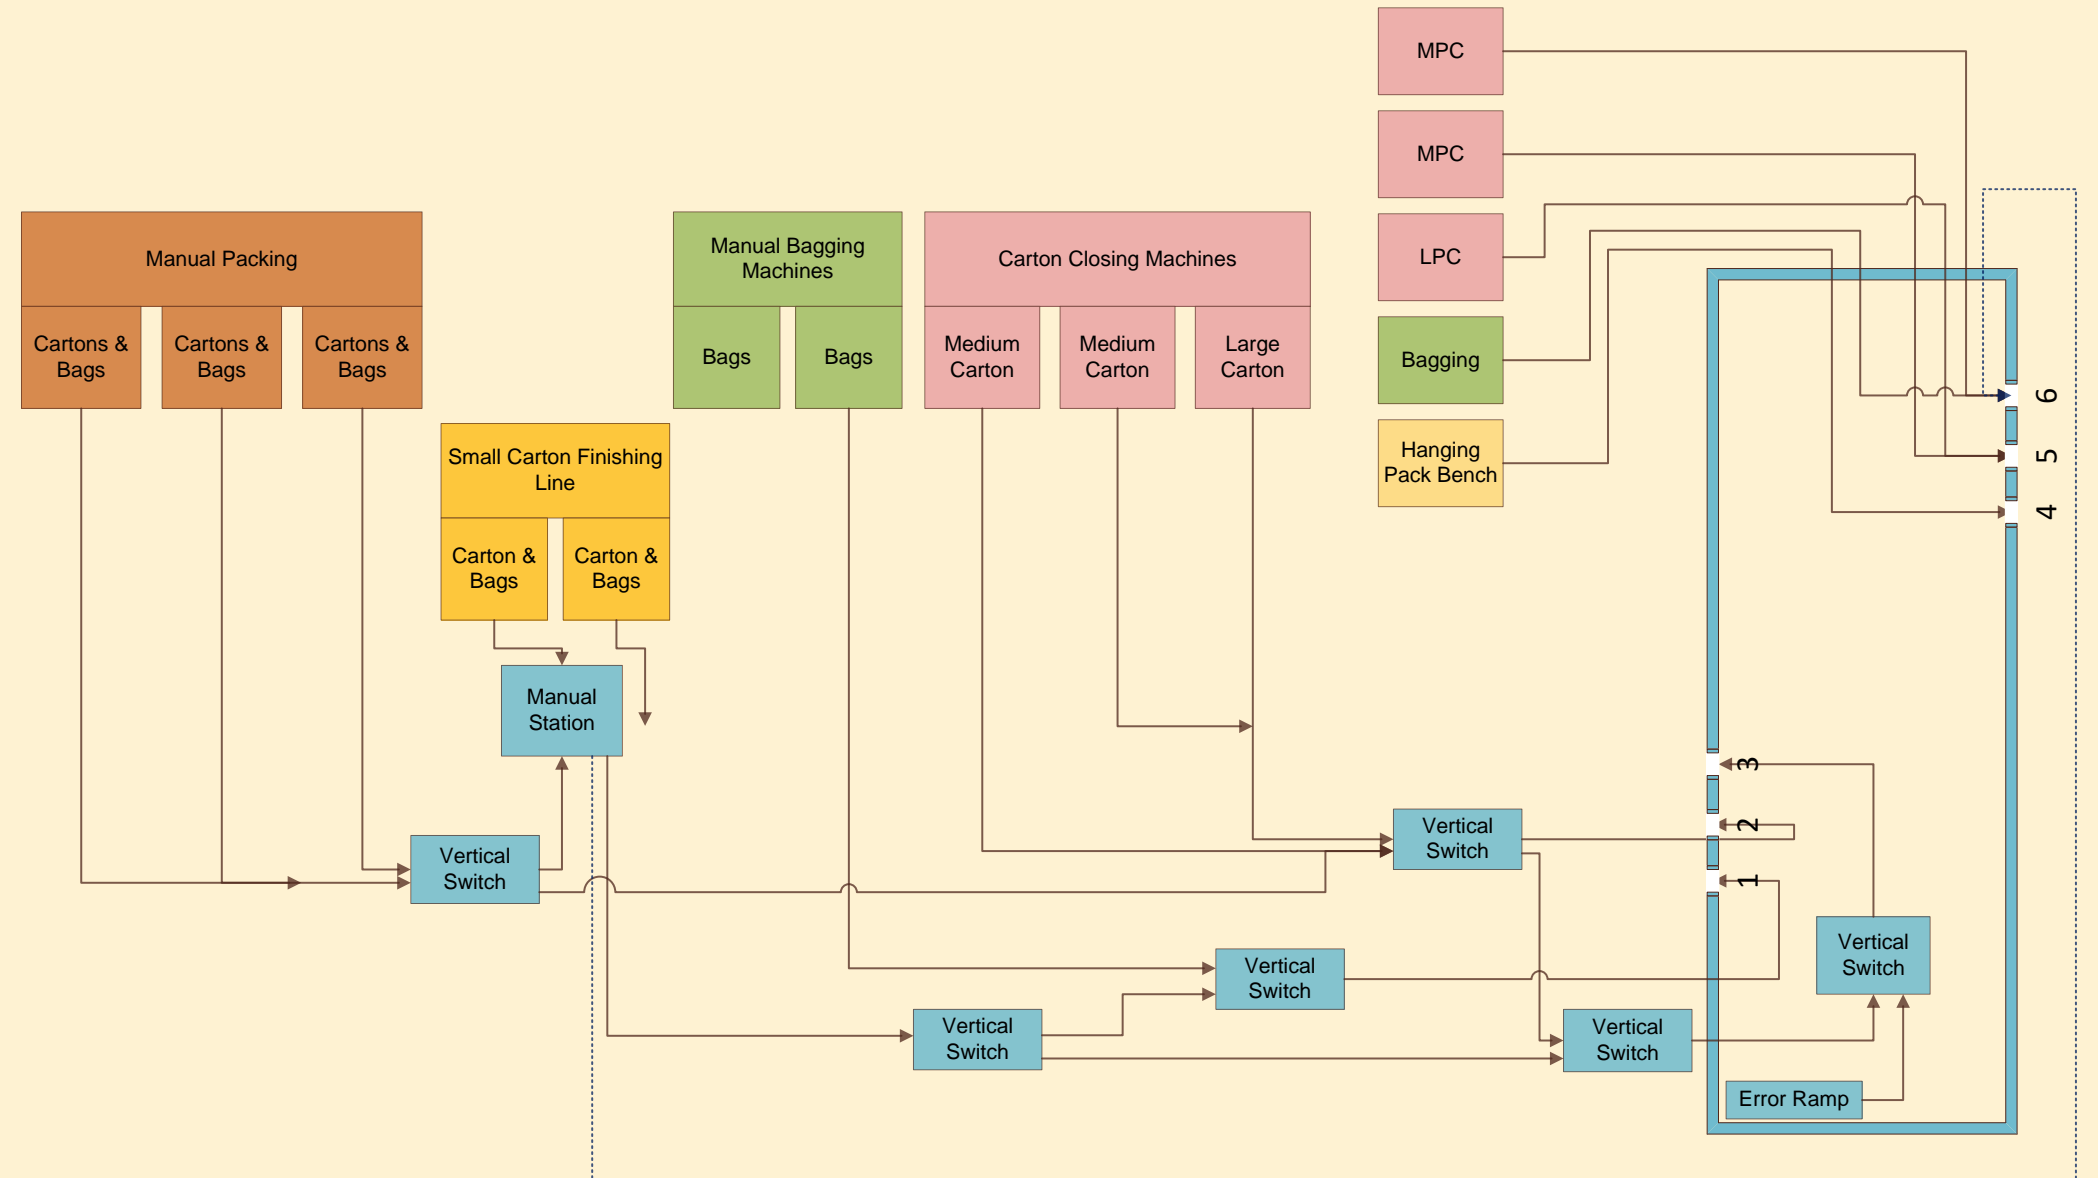 MPC
MPC
LPC
Bagging
Hanging
Pack Bench
Manual Packing
Cartons &
Bags
Cartons &
Bags
Cartons &
Bags
Small Carton Finishing
Line
Carton &
Bags
Carton &
Bags
Manual Bagging
Machines
Bags
Bags
Carton Closing Machines
Medium
Carton
Medium
Carton
Large
Carton
Manual
Station
Vertical
Switch
Vertical
Switch
Vertical
Switch
Vertical
Switch
Vertical
Switch
Vertical
Switch
Error Ramp
6
5
4
3
2
1